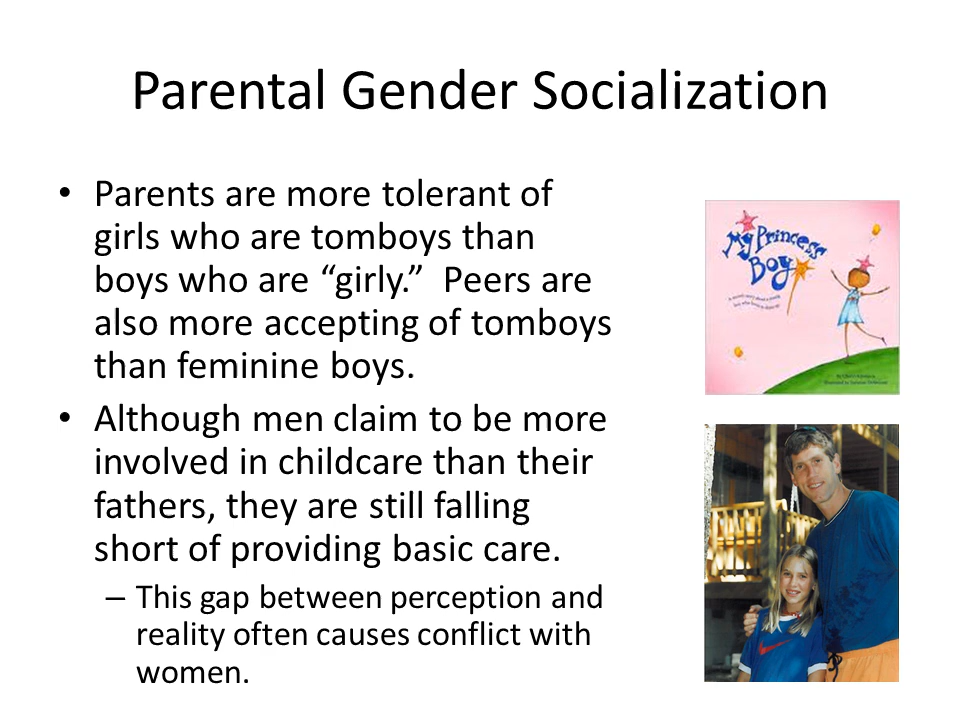 Parental Gender Socialization
• Parents are more tolerant of
girls who are tomboys than
boys who are “girly.”  Peers are
also more accepting of tomboys
than feminine boys.
• Although men claim to be more
involved in childcare than their
fathers, they are still falling
short of providing basic care.
– This gap between perception and
reality often causes conflict with
women.
My Princess
Boy